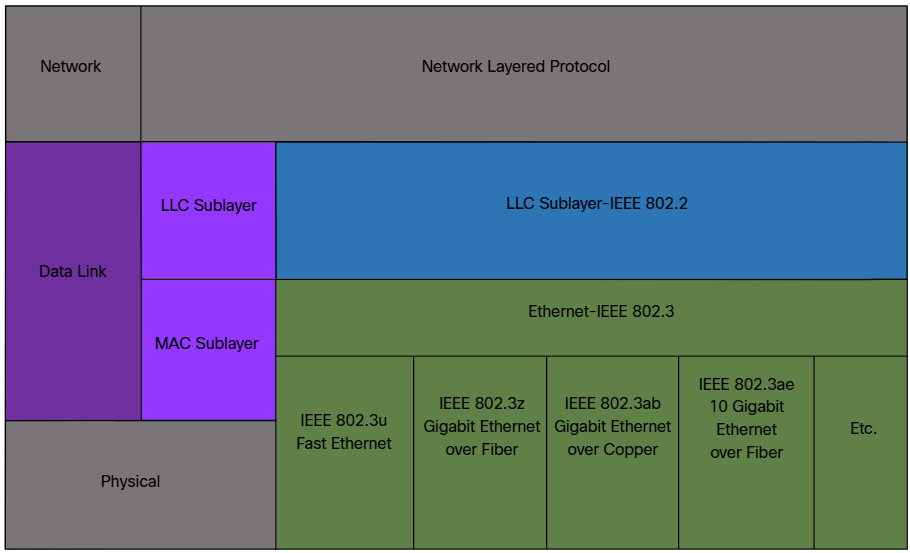 Network
Network Layered Protocol
Data Link
LLC Sublayer
LLC Sublayer-IEEE 802.2
MAC Sublayer
Ethernet-IEEE 802.3
Physical
IEEE 802.3u
Fast Ethernet
IEEE 802.3z
Gigabit Ethernet
over Fiber
IEEE 802.3ab
Gigabit Ethernet
over Copper
IEEE 802.3ae
10 Gigabit
Ethernet
over Fiber
Etc.